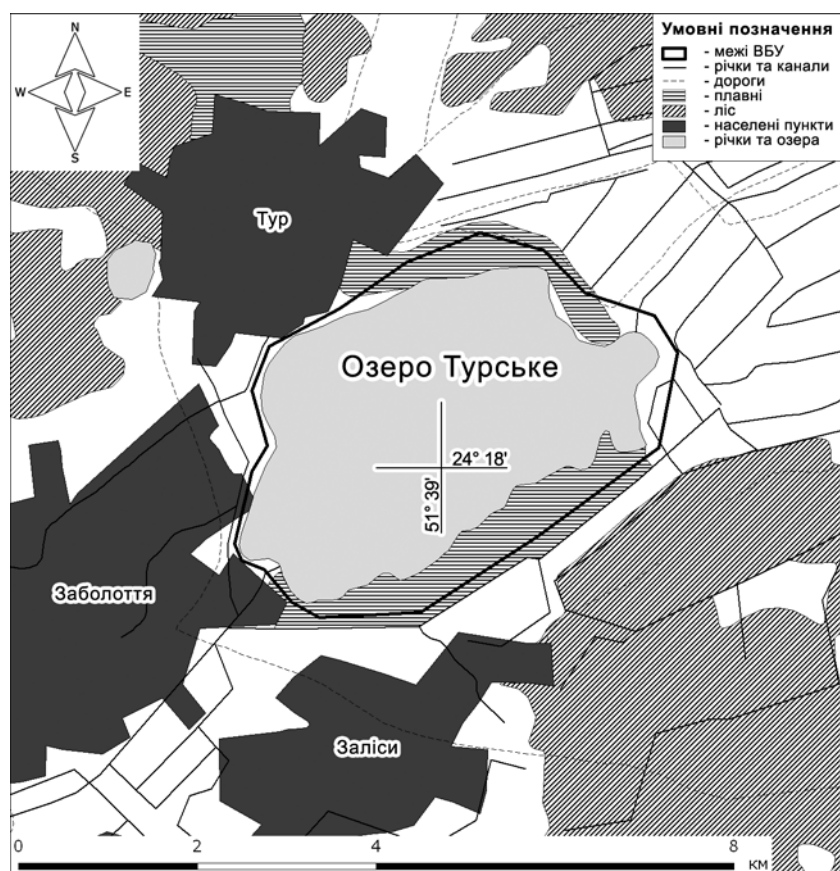 N
W E
S
Умовні позначення
- межі ВБУ
- річки та канали
- дороги
- плавні
- ліс
- населені пункти
- річки та озера
Тур
Озеро Турське
24° 18'
51° 39'
Заболоття
Заліси
0 2 4 8
км